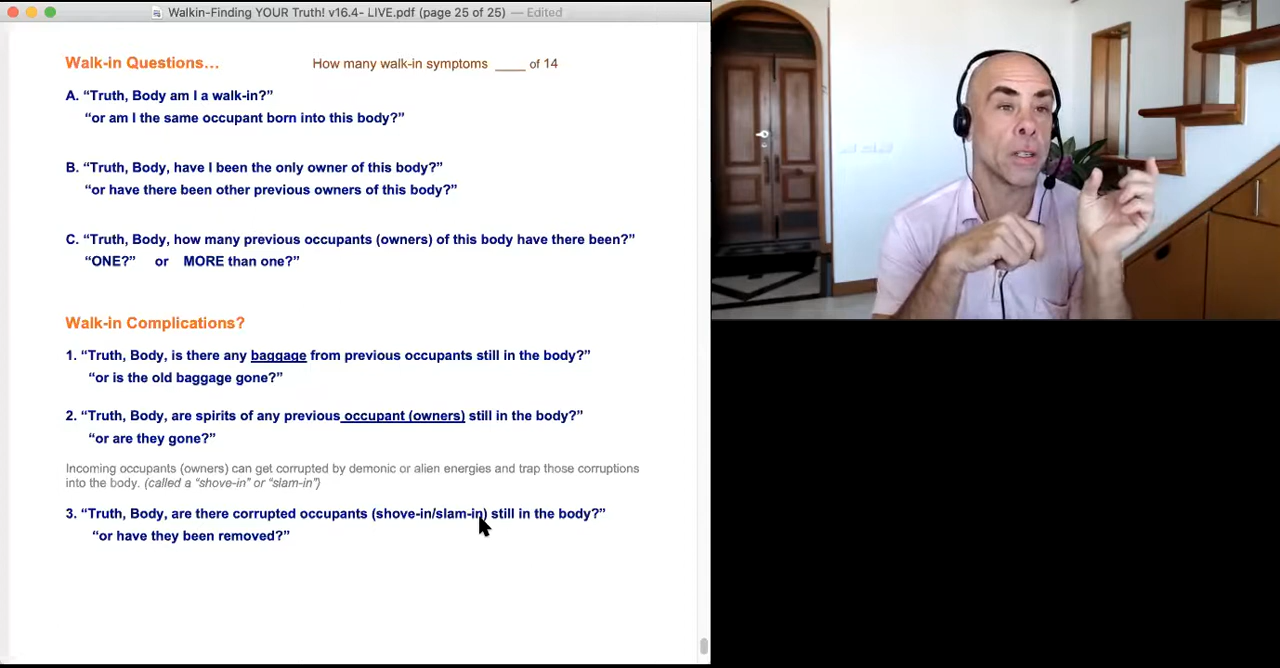 Walkin-Finding YOUR Truth! v16.4- LIVE.pdf (page 25 of 25) — Edited
Walk-in Questions… How many walk-in symptoms ____ of 14
A. “Truth, Body am I a walk-in?”
“or am I the same occupant born into this body?”
B. “Truth, Body, have I been the only owner of this body?”
“or have there been other previous owners of this body?”
C. “Truth, Body, how many previous occupants (owners) of this body have there been?”
“ONE?” or MORE than one?”
Walk-in Complications?
1. “Truth, Body, is there any baggage from previous occupants still in the body?”
“or is the old baggage gone?”
2. “Truth, Body, are spirits of any previous occupant (owners) still in the body?”
“or are they gone?”
Incoming occupants (owners) can get corrupted by demonic or alien energies and trap those corruptions
into the body. (called a “shove-in” or “slam-in”)
3. “Truth, Body, are there corrupted occupants (shove-in/slam-in) still in the body?”
“or have they been removed?”